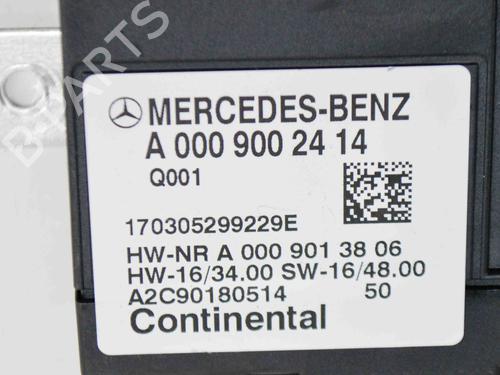 B-PARTS
MERCEDES-BENZ
A 000 900 24 14
Q001
170305299229E
HW-NR A 000 901 38 06
HW-16/34.00 SW-16/48.00
A2C90180514 50
Continental